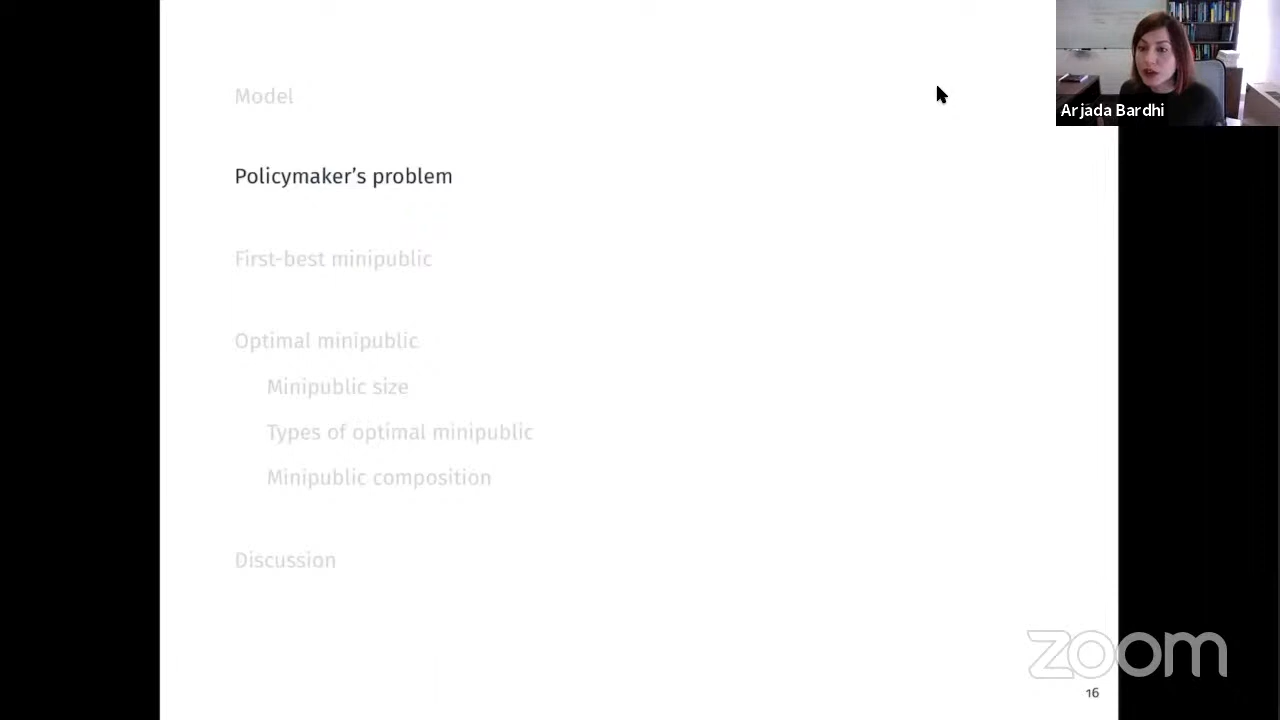 Model
Arjada Bardhi
Policymaker's problem
First-best minipublic
Optimal minipublic
Minipublic size
Types of optimal minipublic
Minipublic composition
Discussion
zoom
16